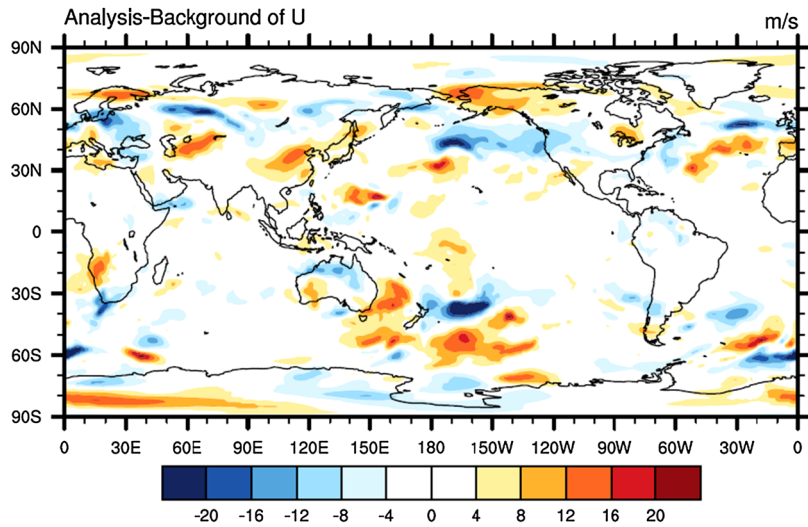 Analysis-Background of U
m/s
90N
60N
30N
0
30S
60S
90S
0 30E 60E 90E 120E 150E 180 150W 120W 90W 60W 30W 0
-20 -16 -12 -8 -4 0 4 8 12 16 20